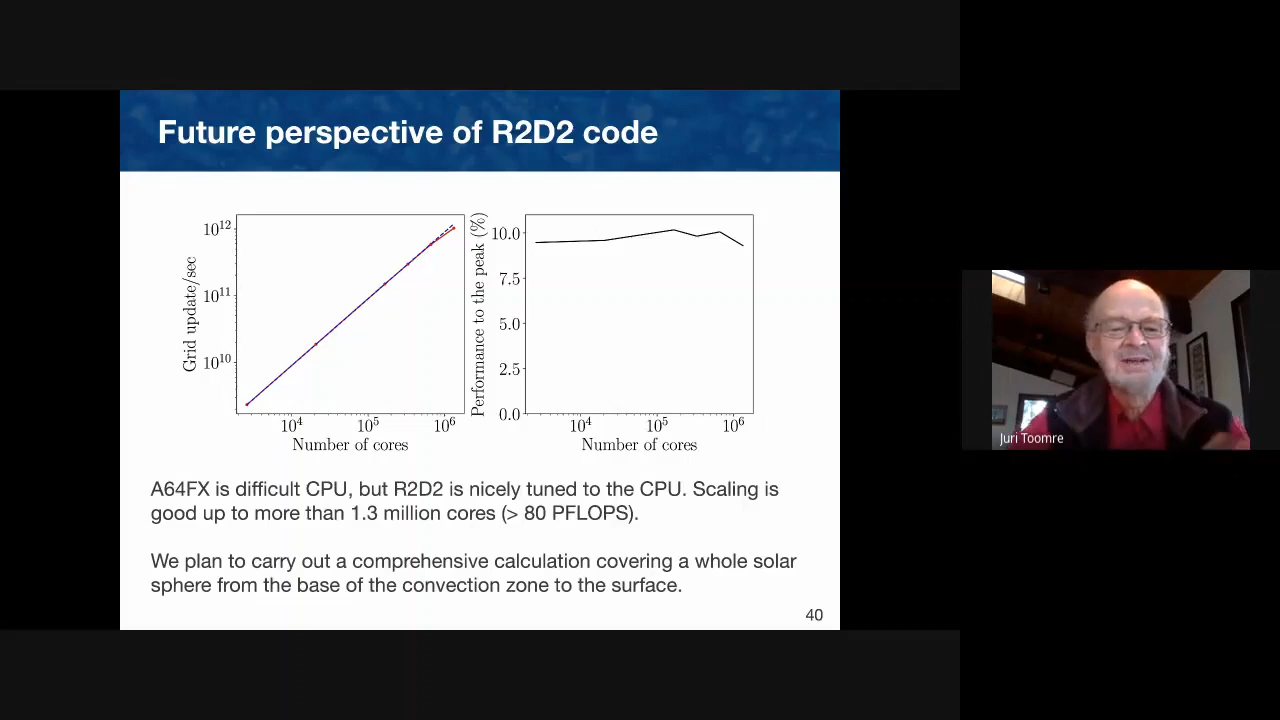 Future perspective of R2D2 code
10^12
10^11
10^10
Grid update/sec
10^4
10^5
10^6
Number of cores
10.0
7.5
5.0
2.5
0.0
Performance to the peak (%)
10^4
10^5
10^6
Number of cores
A64FX is difficult CPU, but R2D2 is nicely tuned to the CPU. Scaling is
good up to more than 1.3 million cores (> 80 PFLOPS).
We plan to carry out a comprehensive calculation covering a whole solar
sphere from the base of the convection zone to the surface.
40
Juri Toomre